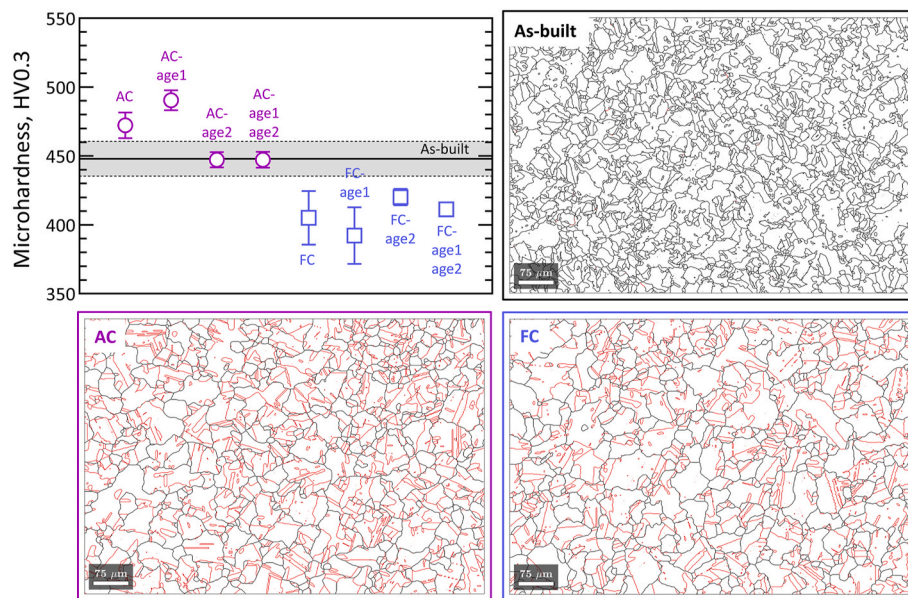 Microhardness, HV0.3
550
500
450
400
350
AC
AC-
age1
AC-
age2
AC-
age1
age2
As-built
FC
FC-
age1
FC-
age2
FC-
age1
age2
As-built
75 μm
AC
75 μm
FC
75 μm